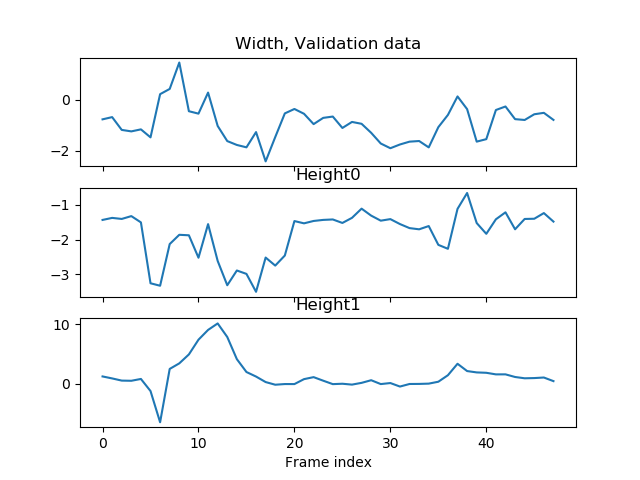 Width, Validation data
0
−2
Height0
−1
−2
−3
Height1
10
0
0 10 20 30 40
Frame index